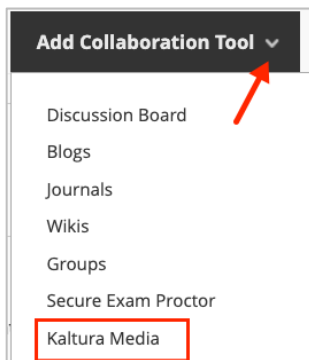 Add Collaboration Tool
Discussion Board
Blogs
Journals
Wikis
Groups
Secure Exam Proctor
Kaltura Media